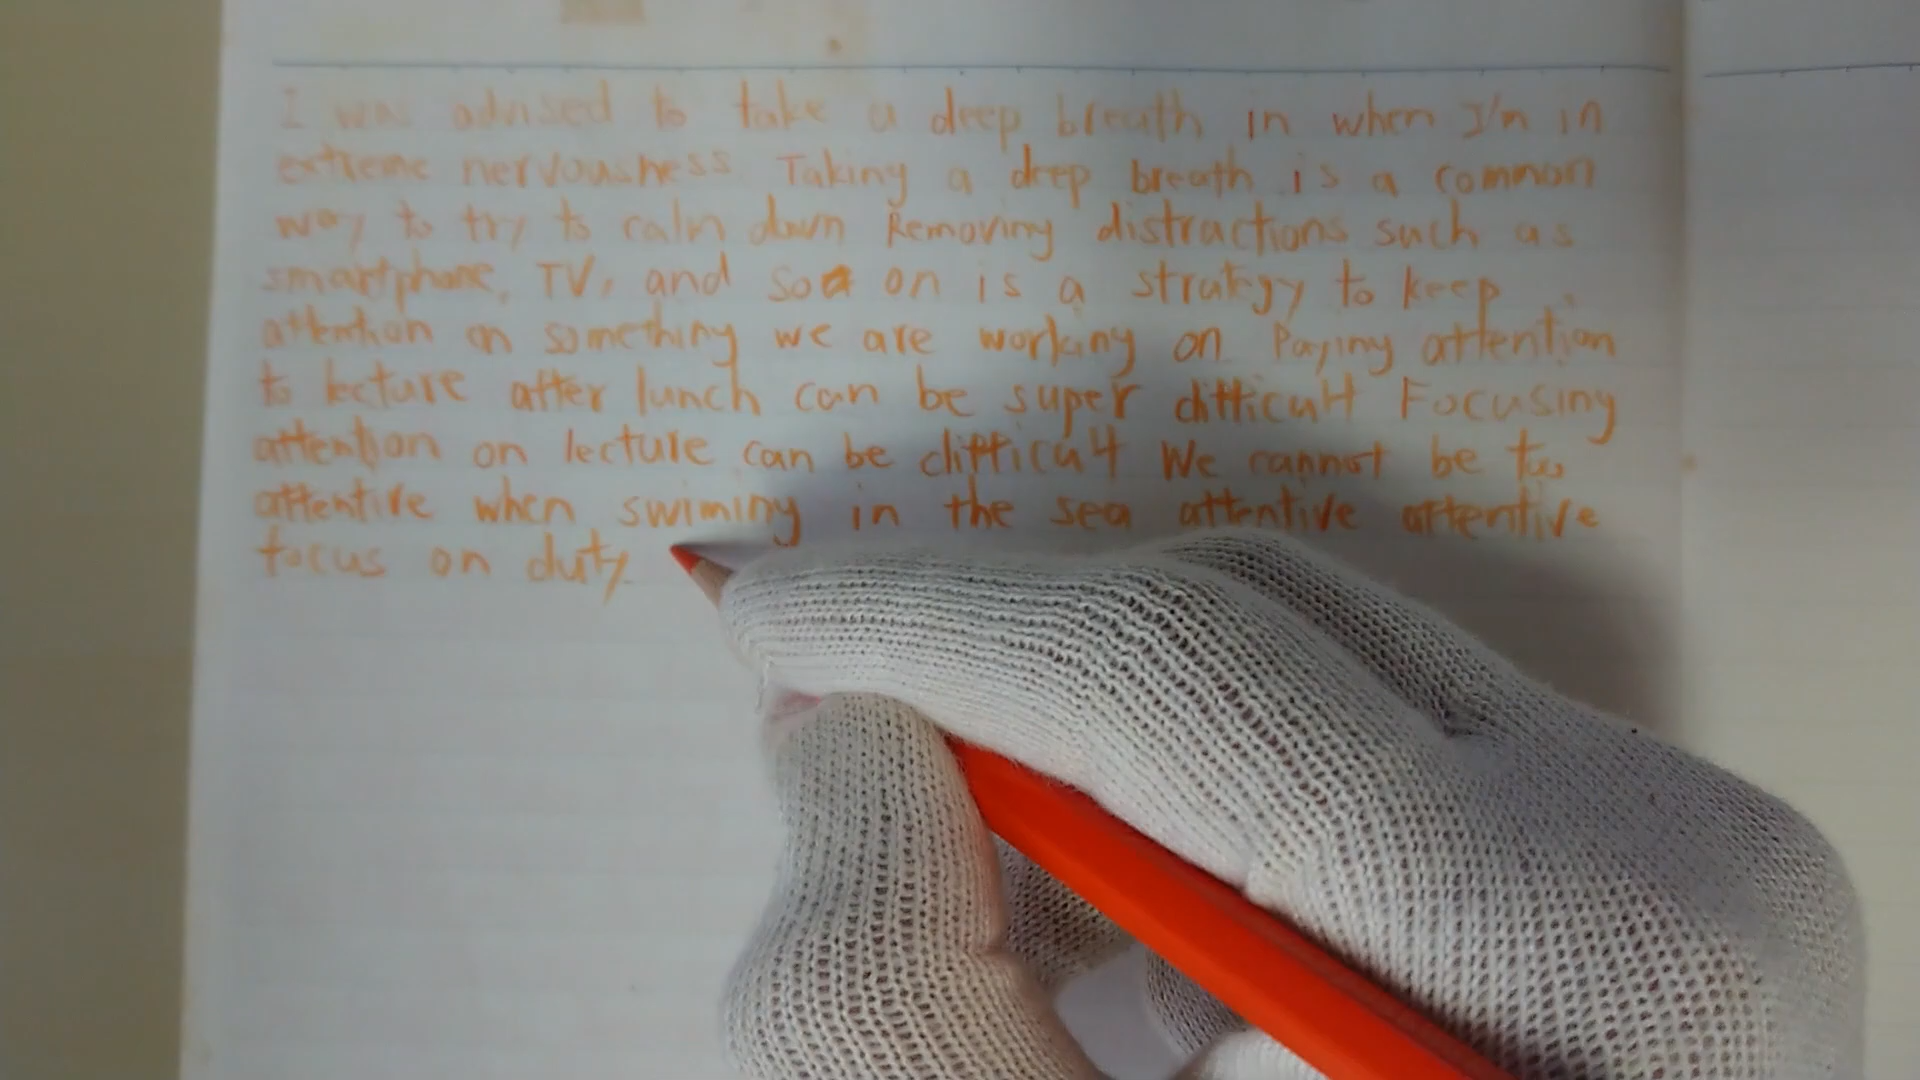 I was advised to take a deep breath in when I'm in
extreme nervousness Taking a deep breath is a common
way to try to calm down Removing distractions such as
smartphone, TV, and so on is a strategy to keep
attention on something we are working on Paying attention
to lecture after lunch can be super difficult Focusing
attention on lecture can be difficult We cannot be too
attentive when swiming in the sea attentive attentive
focus on duty